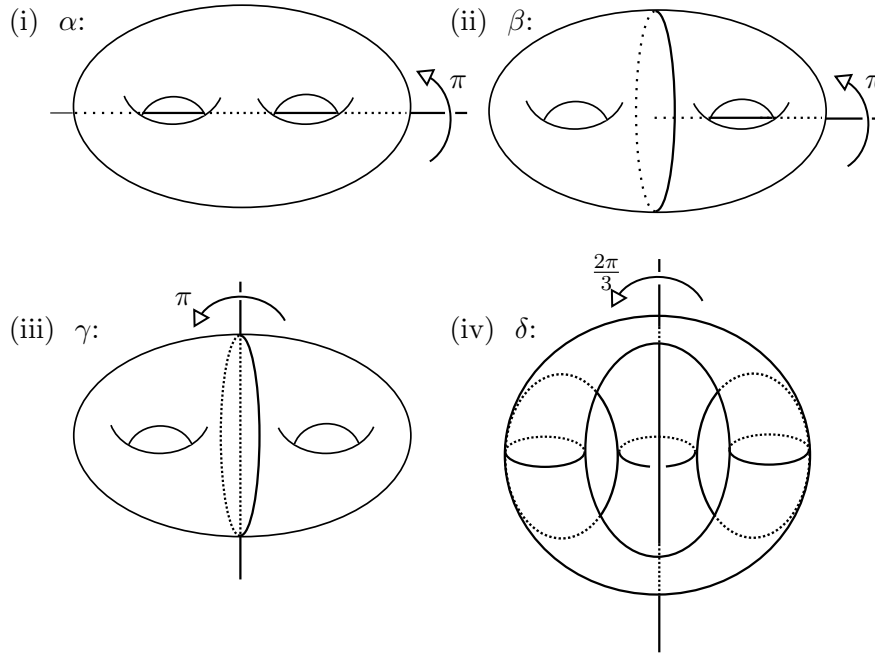 (i) α:
π
(ii) β:
π
(iii) γ:
π
(iv) δ:
2π/3